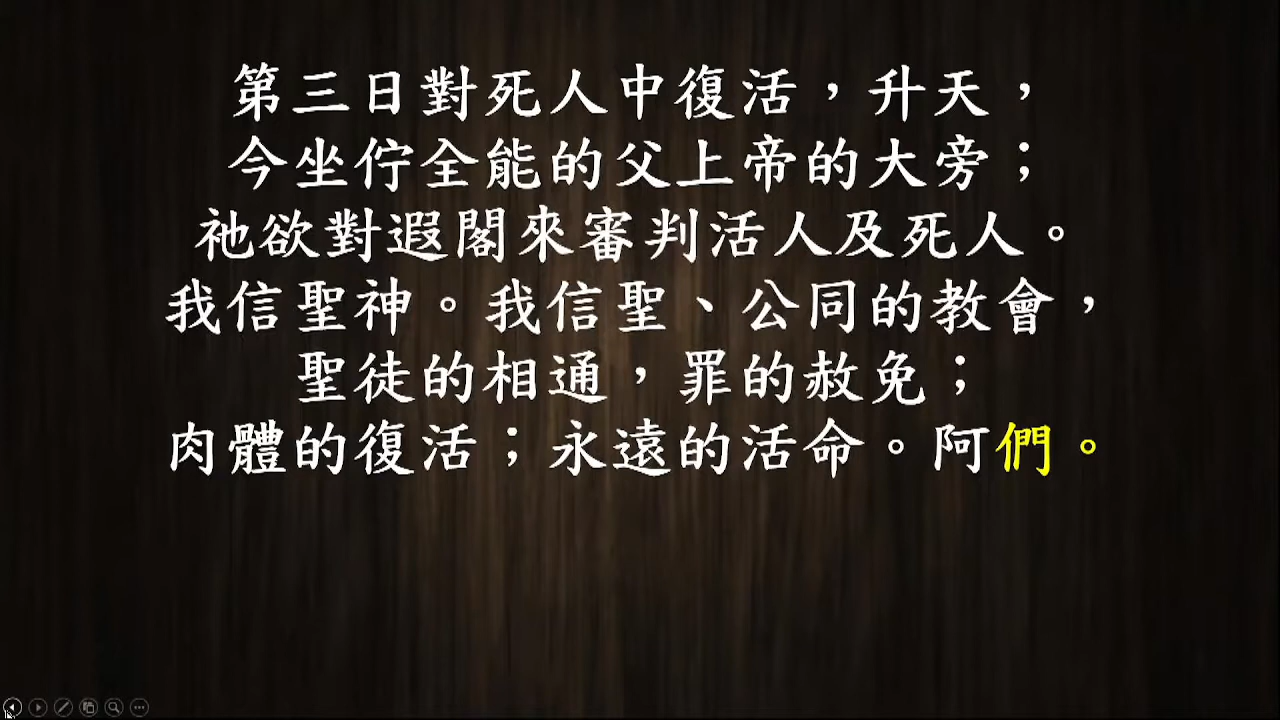 第三日對死人中復活，升天，
今坐佇全能的父上帝的大旁；
祂欲對遐閣來審判活人及死人。
我信聖神。我信聖、公同的教會，
聖徒的相通，罪的赦免；
肉體的復活；永遠的活命。阿們。